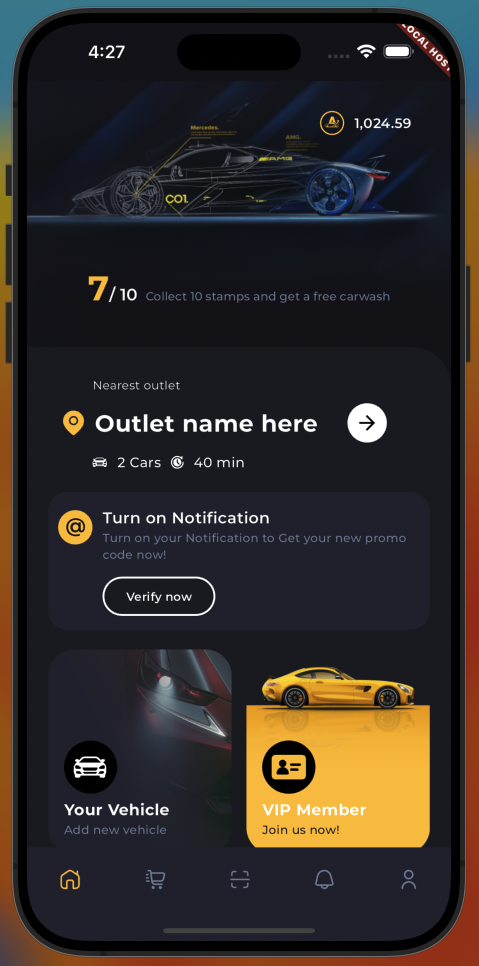 4:27
LOCAL HOST
Mercedes.
AMG.
1,024.59
AMG
C01.
7/ 10 Collect 10 stamps and get a free carwash
Nearest outlet
Outlet name here
2 Cars 40 min
@ Turn on Notification
Turn on your Notification to Get your new promo
code now!
Verify now
Your Vehicle
Add new vehicle
VIP Member
Join us now!